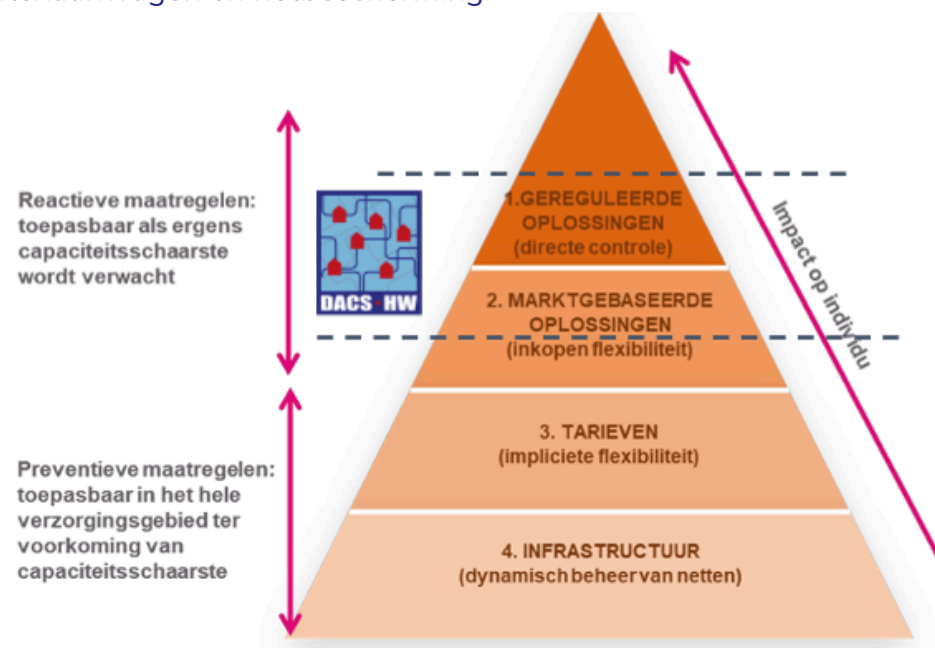 Reactieve maatregelen:
toepasbaar als ergens
capaciteitsschaarste
wordt verwacht
DACS-HW
1.GEREGULEERDE
OPLOSSINGEN
(directe controle)
2. MARKTGEBASEERDE
OPLOSSINGEN
(inkopen flexibiliteit)
Impact op individu
Preventieve maatregelen:
toepasbaar in het hele
verzorgingsgebied ter
voorkoming van
capaciteitsschaarste
3. TARIEVEN
(impliciete flexibiliteit)
4. INFRASTRUCTUUR
(dynamisch beheer van netten)